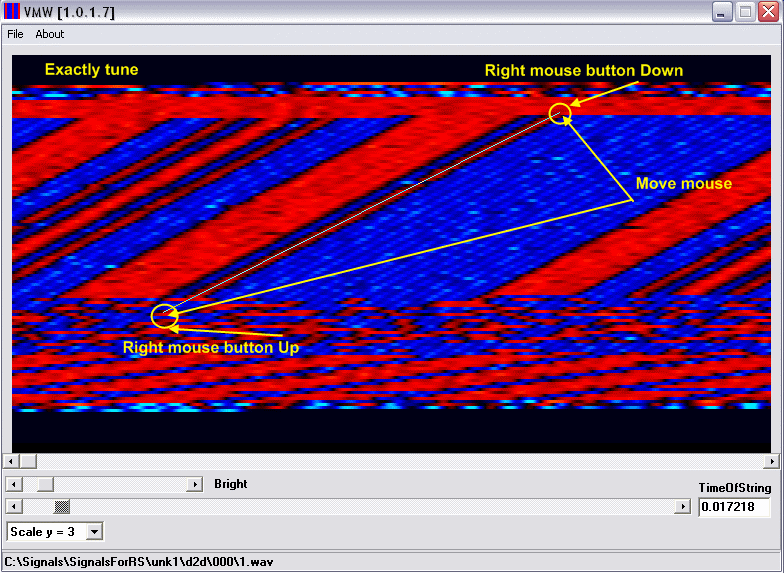 VMW [1.0.1.7]
File About
Exactly tune
Right mouse button Down
Move mouse
Right mouse button Up
Bright
TimeOfString
0.017218
Scale y = 3
C:\Signals\SignalsForRS\unk1\d2d\000\1.wav